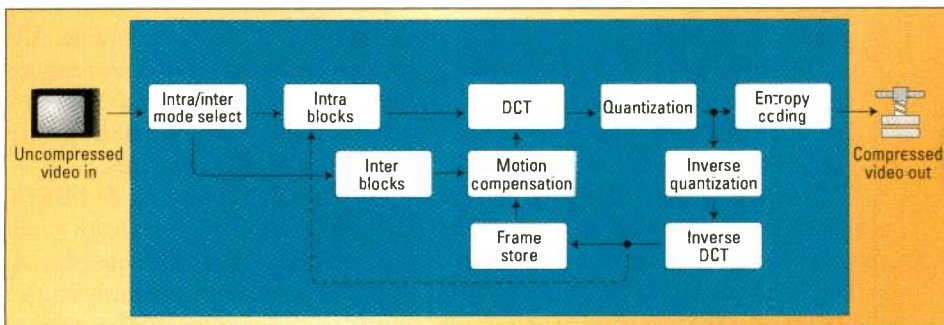 Intra/inter
mode select
Intra
blocks
DCT
Quantization
Entropy
coding
Uncompressed
video in
Inter
blocks
Motion
compensation
Inverse
quantization
Compressed
video out
Frame
store
Inverse
DCT